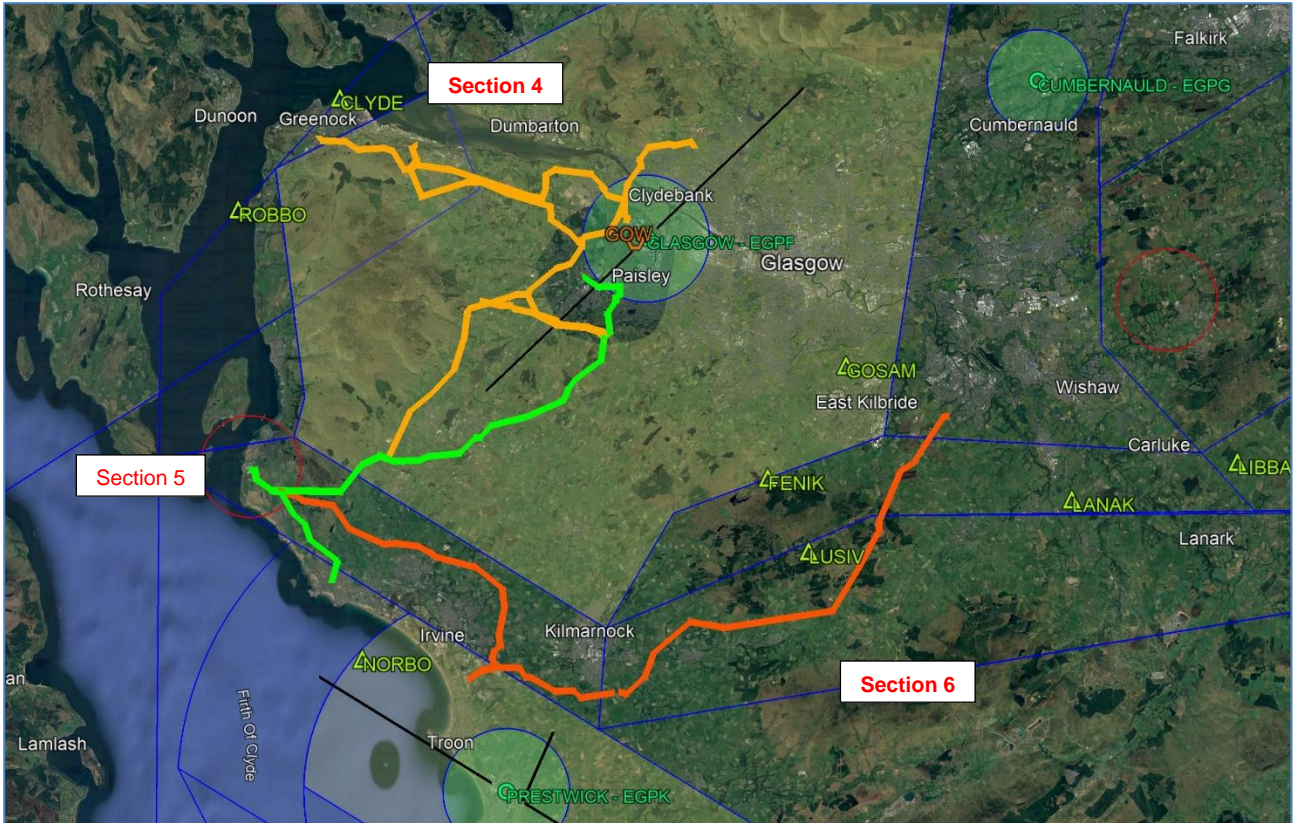 Falkirk
Section 4
CUMBERNAULD - EGPG
CLYDE
Dunoon
Greenock
Dumbarton
Cumbernauld
Clydebank
ROBBO
GOW
GLASGOW - EGPF
Glasgow
Paisley
Rothesay
GOSAM
Wishaw
East Kilbride
Carluke
Section 5
LIBBA
FENIK
LANAK
Lanark
LUSIV
Irvine
Kilmarnock
NORBO
an
Section 6
Firth Of Clyde
Lamlash
Troon
PRESTWICK - EGPK